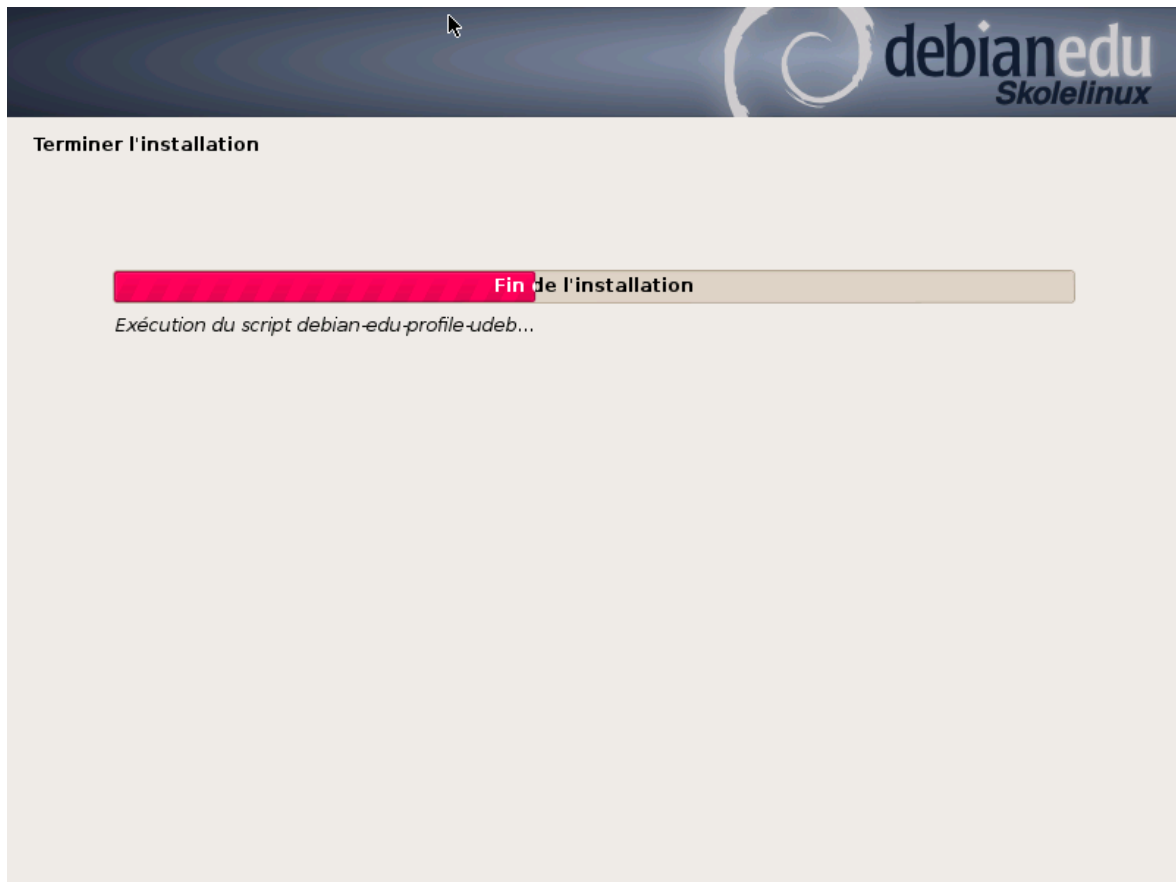 debianedu
Skolelinux
Terminer l'installation
Fin de l'installation
Exécution du script debian-edu-profile-udeb...